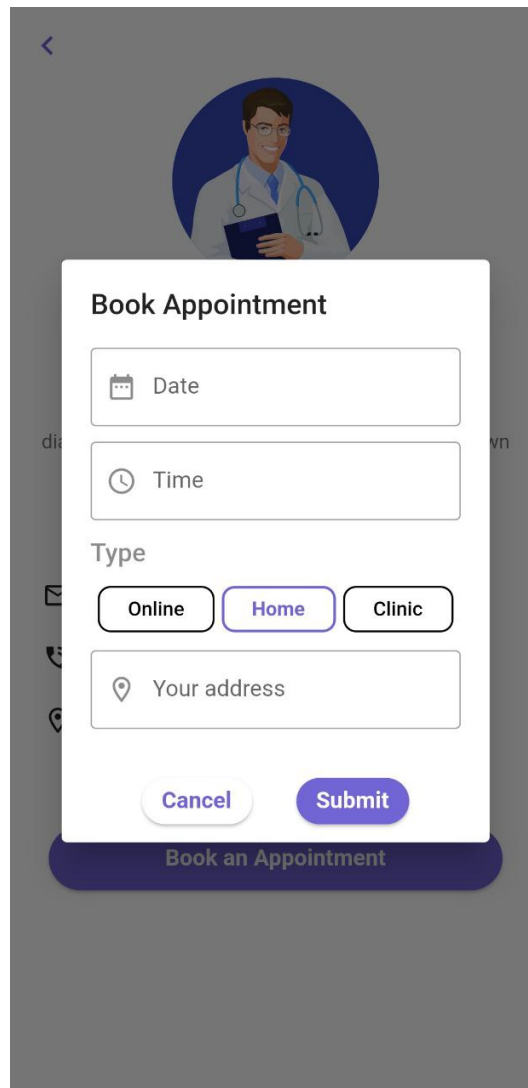 Book Appointment
Date
Time
Type
Online Home Clinic
Your address
Cancel Submit
Book an Appointment